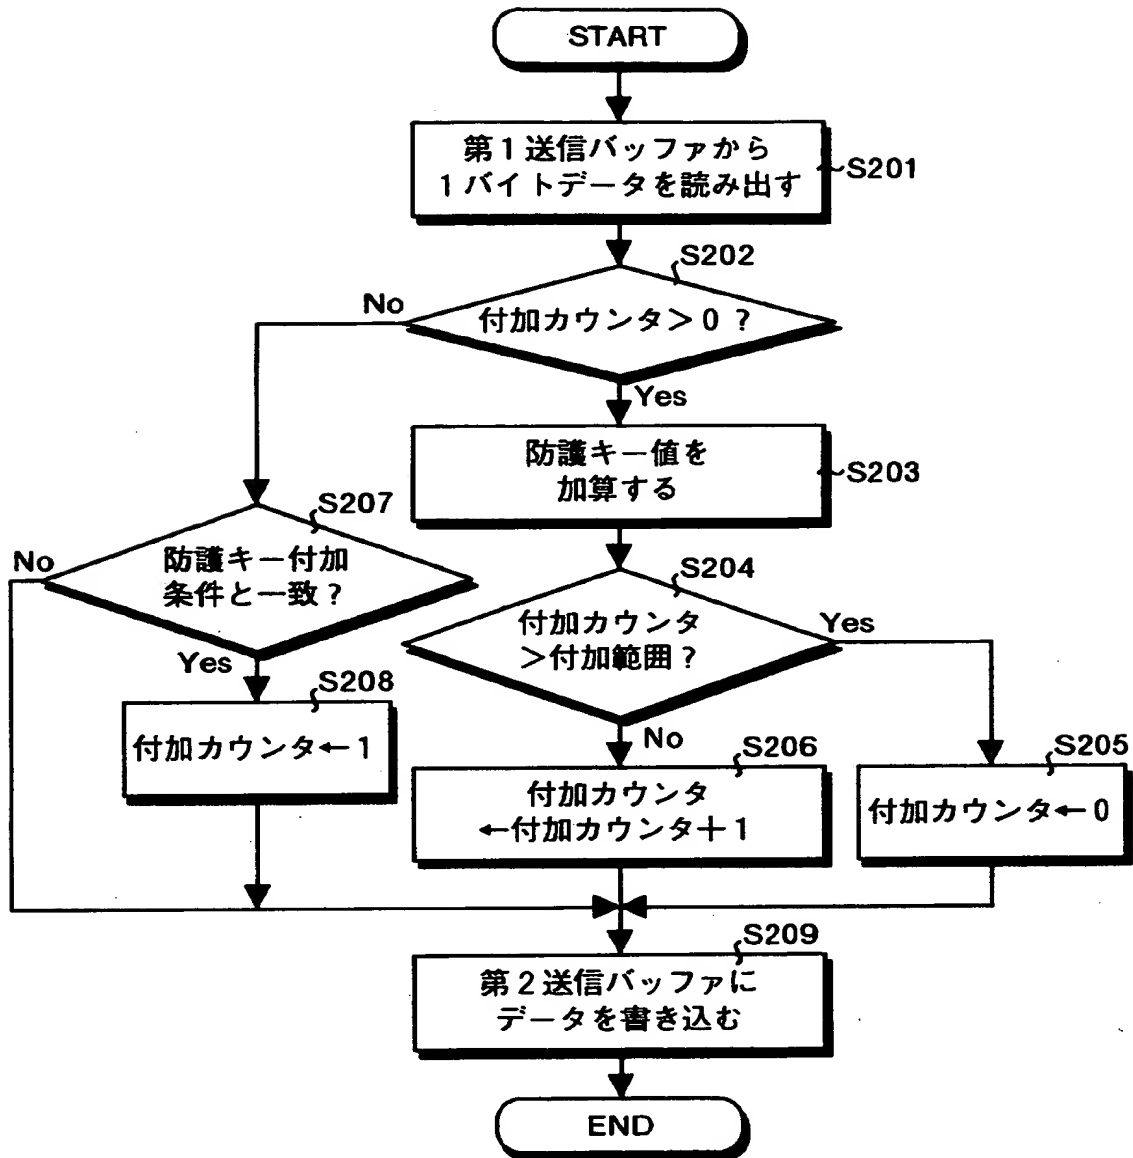 START
第1送信バッファから
1バイトデータを読み出す
S201
S202
No
付加カウンタ＞0？
Yes
防護キー値を
加算する
S203
S207
No
防護キー付加
条件と一致？
Yes
S204
付加カウンタ
＞付加範囲？
Yes
No
S208
付加カウンタ←1
S206
付加カウンタ
←付加カウンタ＋1
S205
付加カウンタ←0
S209
第2送信バッファに
データを書き込む
END